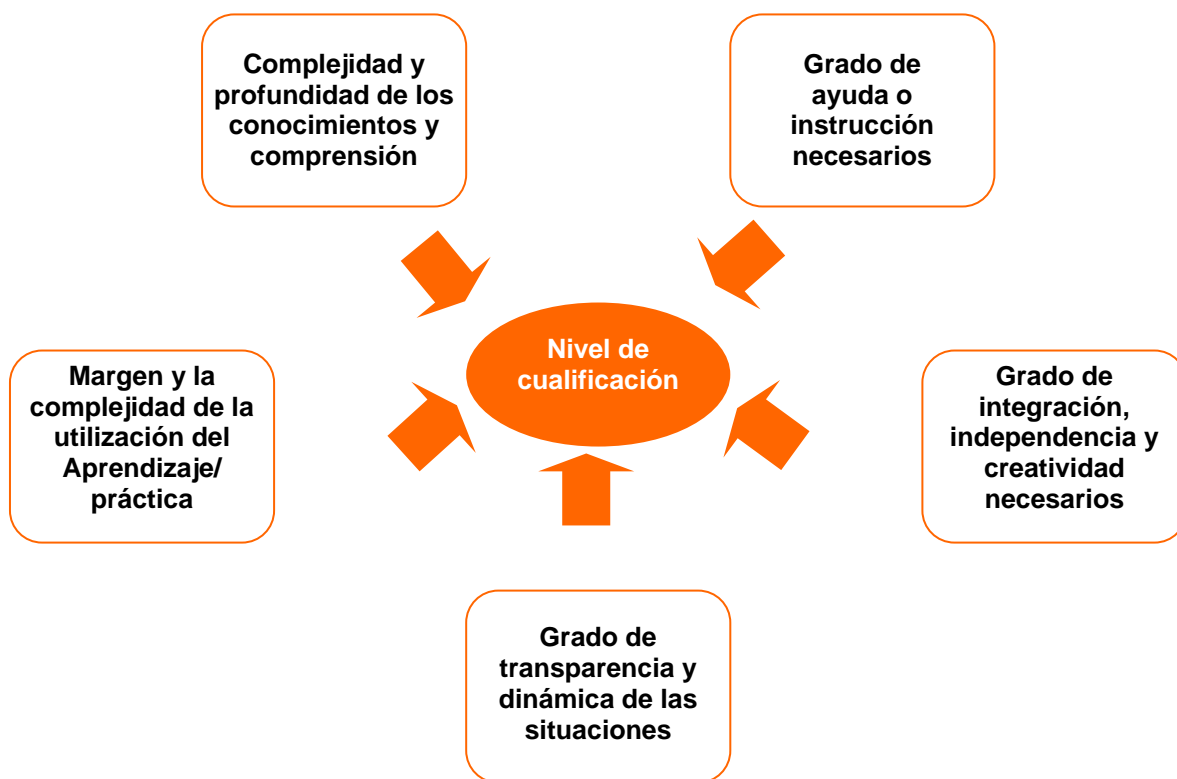 Complejidad y
profundidad de los
conocimientos y
comprensión
Grado de
ayuda o
instrucción
necesarios
Nivel de
cualificación
Margen y la
complejidad de la
utilización del
Aprendizaje/
práctica
Grado de
integración,
independencia y
creatividad
necesarios
Grado de
transparencia y
dinámica de las
situaciones